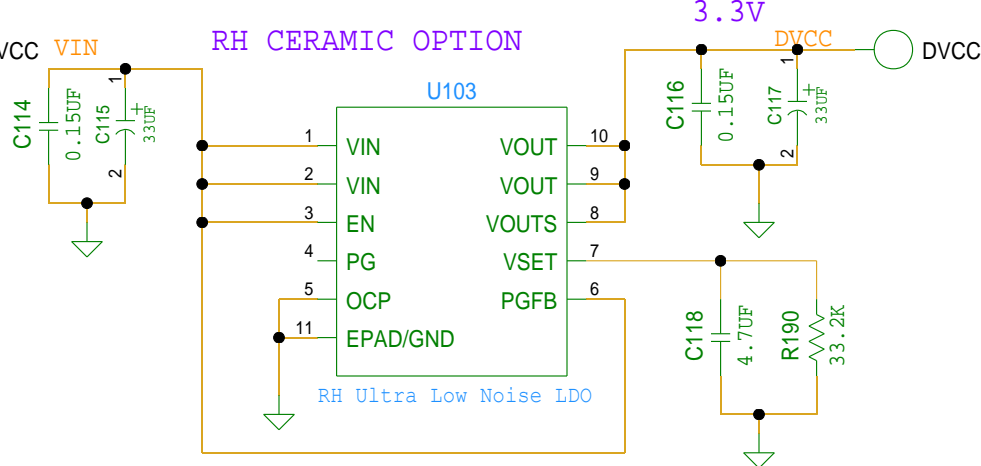 3.3V
VCC VIN
RH CERAMIC OPTION
DVCC
DVCC
U103
C114
0.15UF
1
C115
+
33UF
2
C116
0.15UF
1
C117
+
33UF
2
1 VIN
2 VIN
3 EN
4 PG
5 OCP
11 EPAD/GND
VOUT 10
VOUT 9
VOUTS 8
VSET 7
PGFB 6
RH Ultra Low Noise LDO
C118
4.7UF
R190
33.2K